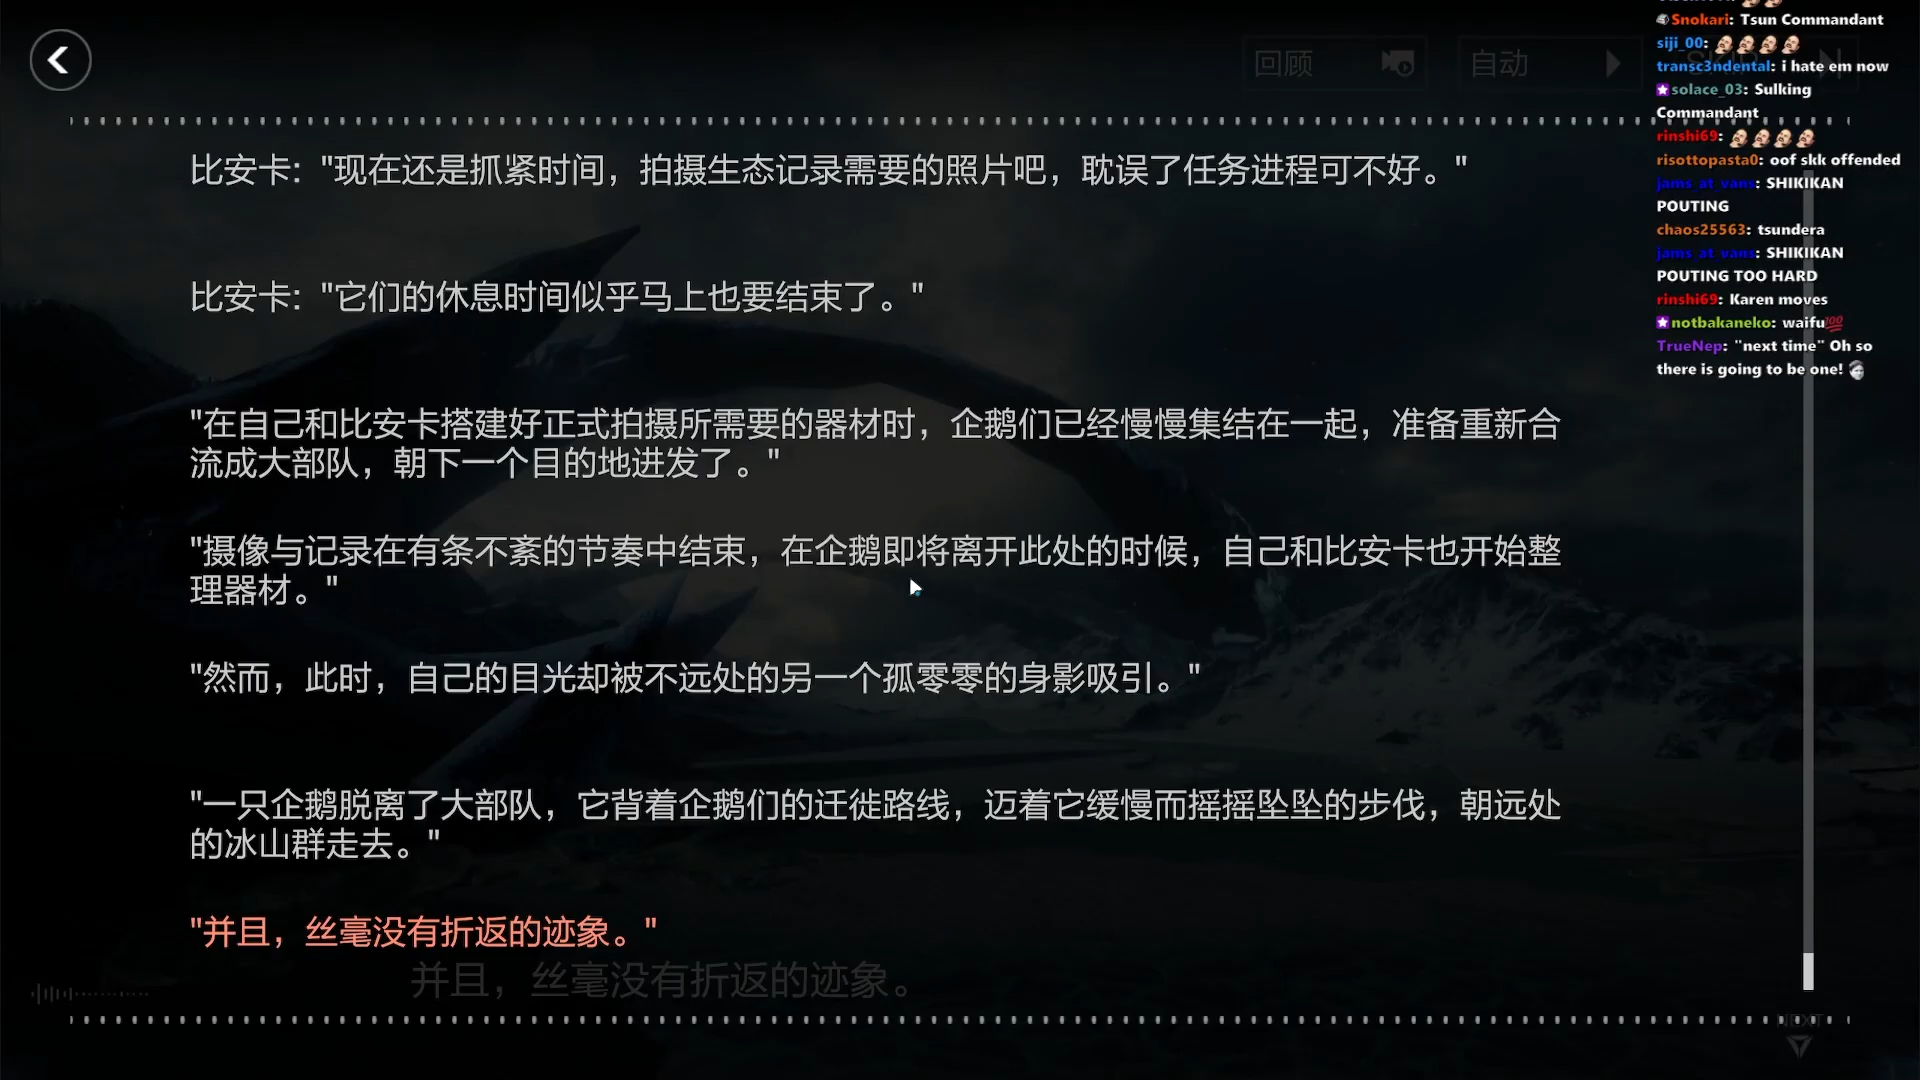 回顾
自动
SKIP
比安卡: "现在还是抓紧时间，拍摄生态记录需要的照片吧，耽误了任务进程可不好。"
比安卡: "它们的休息时间似乎马上也要结束了。"
"在自己和比安卡搭建好正式拍摄所需要的器材时，企鹅们已经慢慢集结在一起，准备重新合
流成大部队，朝下一个目的地进发了。"
"摄像与记录在有条不紊的节奏中结束，在企鹅即将离开此处的时候，自己和比安卡也开始整
理器材。"
"然而，此时，自己的目光却被不远处的另一个孤零零的身影吸引。"
"一只企鹅脱离了大部队，它背着企鹅们的迁徙路线，迈着它缓慢而摇摇坠坠的步伐，朝远处
的冰山群走去。"
"并且，丝毫没有折返的迹象。"
并且，丝毫没有折返的迹象。
NEXT
Snokari: Tsun Commandant
siji_00:
transc3ndental: i hate em now
solace_03: Sulking
Commandant
rinshi69:
risottopasta0: oof skk offended
jams_at_vans: SHIKIKAN
POUTING
chaos25563: tsundera
jams_at_vans: SHIKIKAN
POUTING TOO HARD
rinshi69: Karen moves
notbakaneko: waifu💯
TrueNep: "next time" Oh so
there is going to be one!